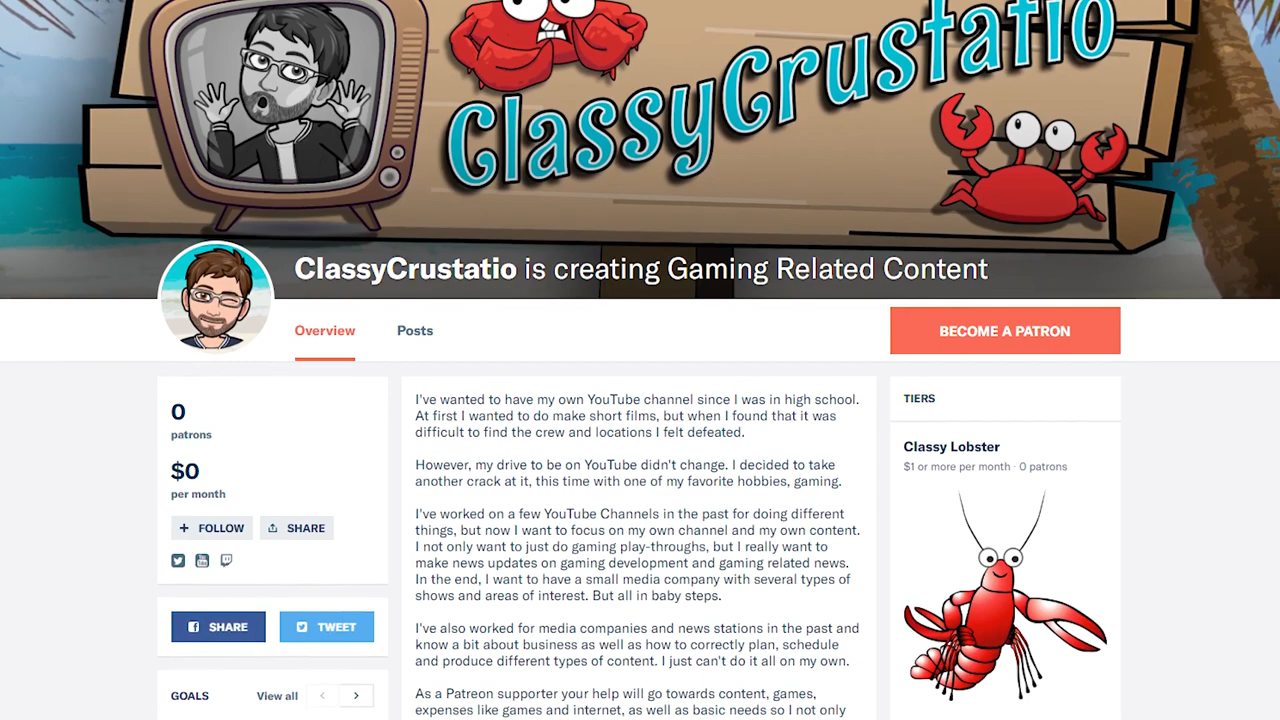 ClassyCrustatio
ClassyCrustatio is creating Gaming Related Content
Overview
Posts
BECOME A PATRON
0
patrons
$0
per month
+ FOLLOW
SHARE
SHARE
TWEET
GOALS
View all
I've wanted to have my own YouTube channel since I was in high school.
At first I wanted to do make short films, but when I found that it was
difficult to find the crew and locations I felt defeated.
However, my drive to be on YouTube didn't change. I decided to take
another crack at it, this time with one of my favorite hobbies, gaming.
I've worked on a few YouTube Channels in the past for doing different
things, but now I want to focus on my own channel and my own content.
I not only want to just do gaming play-throughs, but I really want to
make news updates on gaming development and gaming related news.
In the end, I want to have a small media company with several types of
shows and areas of interest. But all in baby steps.
I've also worked for media companies and news stations in the past and
know a bit about business as well as how to correctly plan, schedule
and produce different types of content. I just can't do it all on my own.
As a Patreon supporter your help will go towards content, games,
expenses like games and internet, as well as basic needs so I not only
TIERS
Classy Lobster
$1 or more per month · 0 patrons